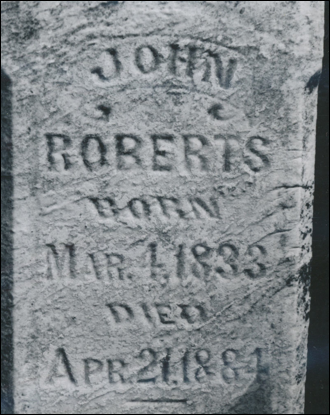 JOHN
ROBERTS
BORN
MAR. 4, 1833
DIED
APR. 21, 1884